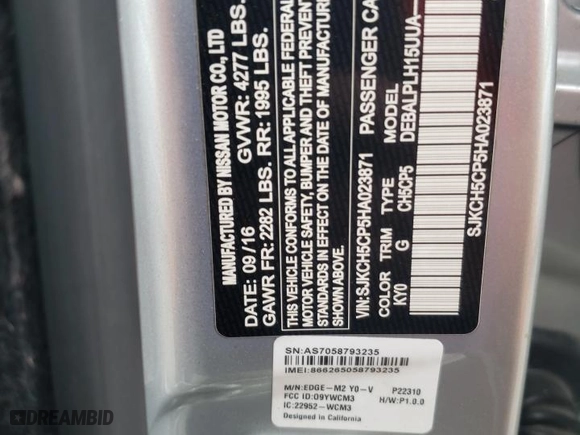 MANUFACTURED BY NISSAN MOTOR CO., LTD
DATE: 09/16 GVWR: 4277 LBS.
GAWR FR: 2282 LBS. RR: 1995 LBS.
THIS VEHICLE CONFORMS TO ALL APPLICABLE FEDERAL
MOTOR VEHICLE SAFETY, BUMPER AND THEFT PREVENTION
STANDARDS IN EFFECT ON THE DATE OF MANUFACTURE
SHOWN ABOVE.
VIN:SJKCH5CP5HA023871 PASSENGER CA
COLOR TRIM TYPE MODEL
KY0 G CH5CP5 DEBALPLH15UUA-
SJKCH5CP5HA023871
SN:AS7058793235
IMEI:866265058793235
M/N:EDGE-M2 Y0-V P22310
FCC ID:O9YWCM3 H/W:P1.0.0
IC:22952-WCM3
Designed in California
DREAMBID